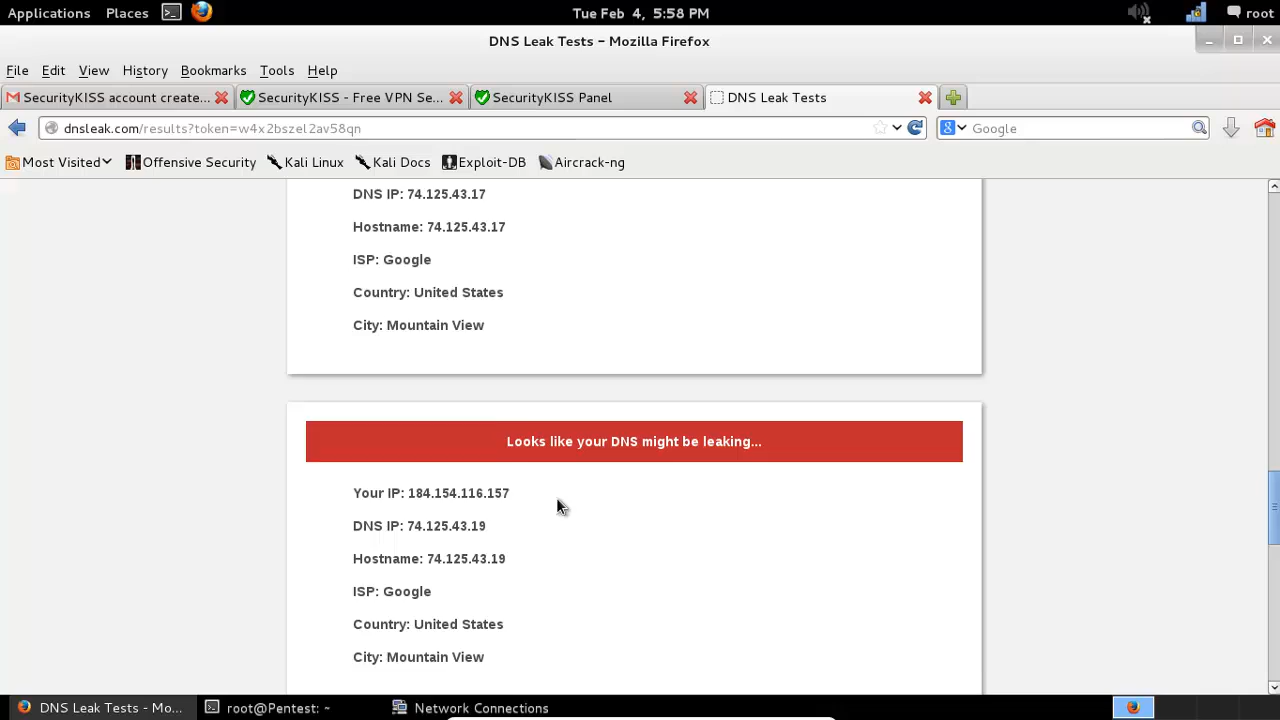 Applications Places Tue Feb 4, 5:58 PM root
DNS Leak Tests - Mozilla Firefox
File Edit View History Bookmarks Tools Help
SecurityKISS account create... SecurityKISS - Free VPN Se... SecurityKISS Panel DNS Leak Tests
dnsleak.com/results?token=w4x2bszel2av58qn Google
Most Visited Offensive Security Kali Linux Kali Docs Exploit-DB Aircrack-ng
DNS IP: 74.125.43.17
Hostname: 74.125.43.17
ISP: Google
Country: United States
City: Mountain View
Looks like your DNS might be leaking...
Your IP: 184.154.116.157
DNS IP: 74.125.43.19
Hostname: 74.125.43.19
ISP: Google
Country: United States
City: Mountain View
DNS Leak Tests - Mo... root@Pentest: ~ Network Connections